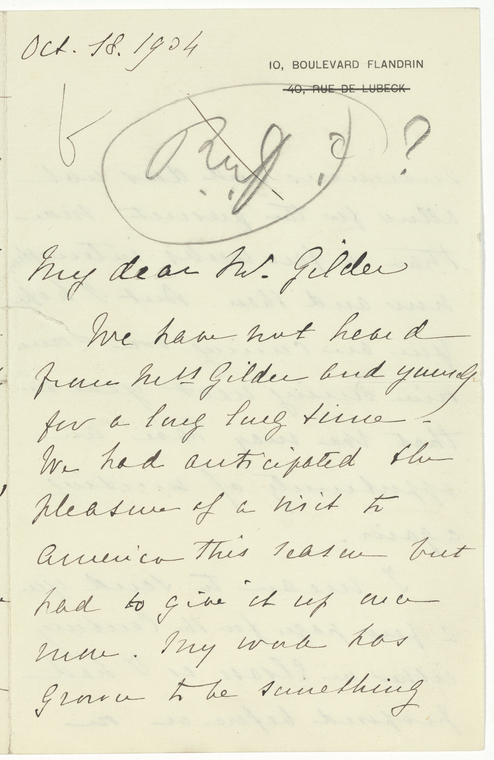 Oct. 18. 1904
10, BOULEVARD FLANDRIN
40, RUE DE LUBECK
?
My dear Mr. Gilder
We have not heard
from Mrs Gilder and yourself
for a long long time -
We had anticipated the
pleasure of a visit to
America this season but
had to give it up once
more. My work has
grown to be something